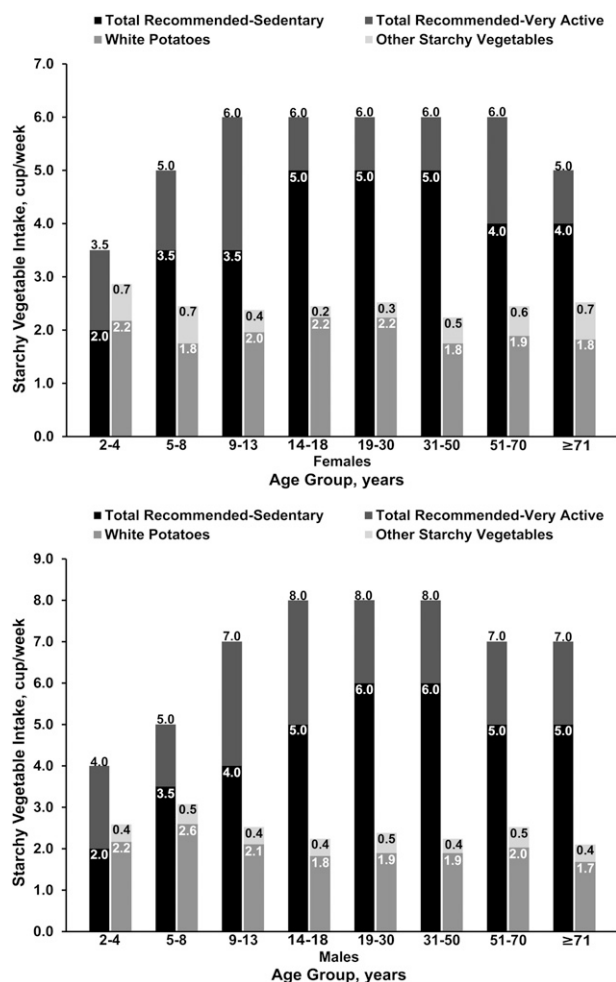 Total Recommended-Sedentary Total Recommended-Very Active
White Potatoes Other Starchy Vegetables
Starchy Vegetable Intake, cup/week
7.0
6.0
5.0
4.0
3.0
2.0
1.0
0.0
3.5 5.0 6.0 6.0 6.0 6.0 6.0 5.0
2.0 3.5 3.5 5.0 5.0 5.0 4.0 4.0
0.7 0.7 0.4 0.2 0.3 0.5 0.6 0.7
2.2 1.8 2.0 2.2 2.2 1.8 1.9 1.8
2-4 5-8 9-13 14-18 19-30 31-50 51-70 ≥71
Females
Age Group, years
Total Recommended-Sedentary Total Recommended-Very Active
White Potatoes Other Starchy Vegetables
Starchy Vegetable Intake, cup/week
9.0
8.0
7.0
6.0
5.0
4.0
3.0
2.0
1.0
0.0
4.0 5.0 7.0 8.0 8.0 8.0 7.0 7.0
2.0 3.5 4.0 5.0 6.0 6.0 5.0 5.0
0.4 0.5 0.4 0.4 0.5 0.4 0.5 0.4
2.2 2.6 2.1 1.8 1.9 1.9 2.0 1.7
2-4 5-8 9-13 14-18 19-30 31-50 51-70 ≥71
Males
Age Group, years